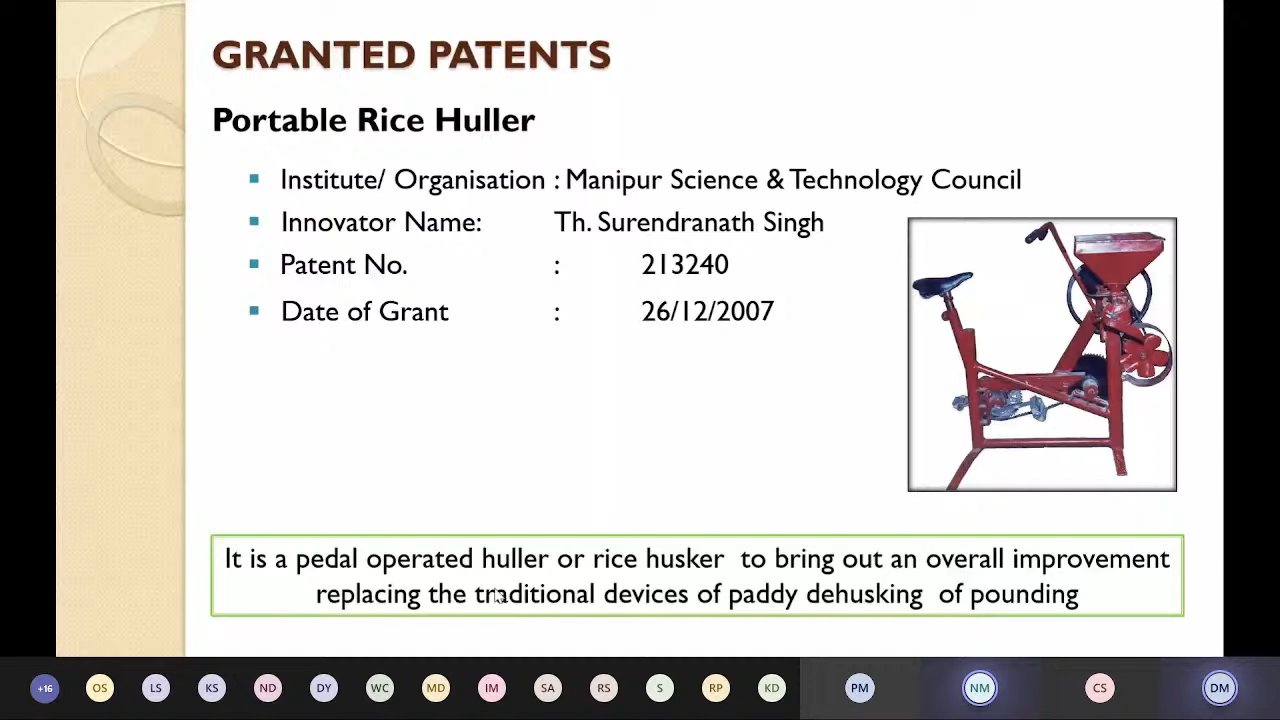 GRANTED PATENTS
Portable Rice Huller
Institute/ Organisation : Manipur Science & Technology Council
Innovator Name: Th. Surendranath Singh
Patent No. : 213240
Date of Grant : 26/12/2007
It is a pedal operated huller or rice husker to bring out an overall improvement
replacing the traditional devices of paddy dehusking of pounding
+16 OS LS KS ND DY WC MD IM SA RS S RP KD PM NM CS DM